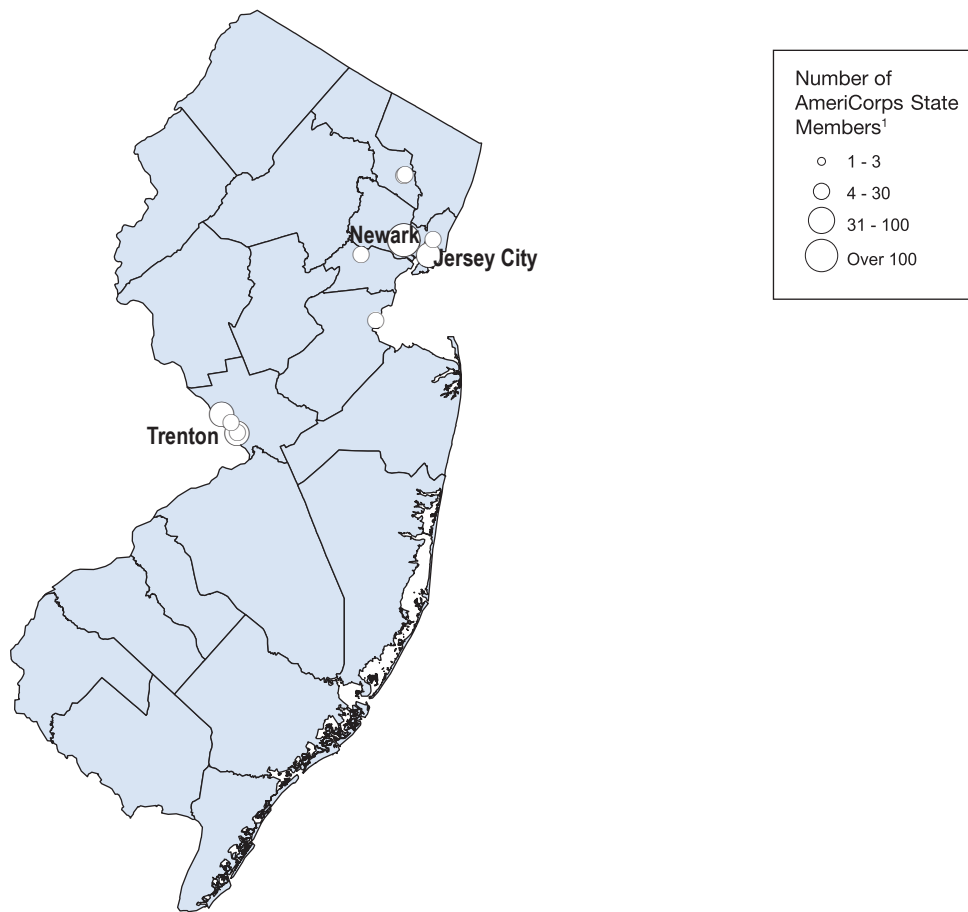 Number of
AmeriCorps State
Members¹
1 - 3
4 - 30
31 - 100
Over 100
Newark
Jersey City
Trenton